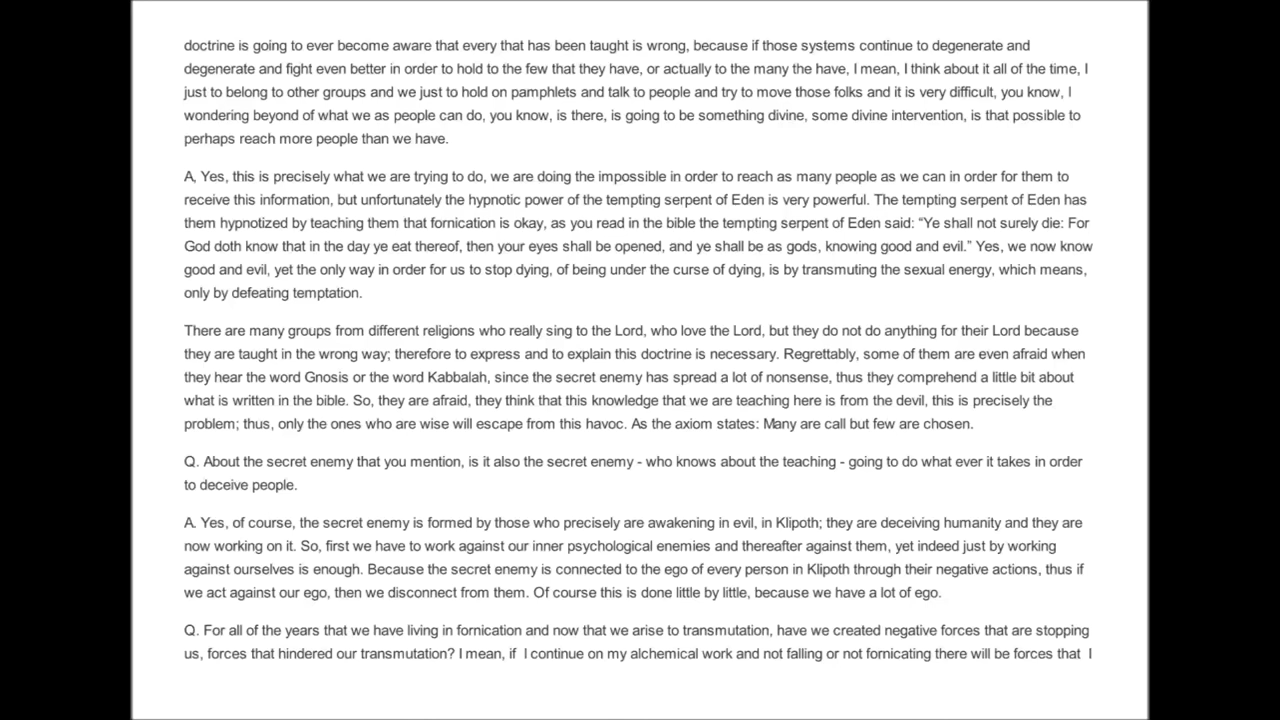 doctrine is going to ever become aware that every that has been taught is wrong, because if those systems continue to degenerate and
degenerate and fight even better in order to hold to the few that they have, or actually to the many the have, I mean, I think about it all of the time, I
just to belong to other groups and we just to hold on pamphlets and talk to people and try to move those folks and it is very difficult, you know, I
wondering beyond of what we as people can do, you know, is there, is going to be something divine, some divine intervention, is that possible to
perhaps reach more people than we have.
A, Yes, this is precisely what we are trying to do, we are doing the impossible in order to reach as many people as we can in order for them to
receive this information, but unfortunately the hypnotic power of the tempting serpent of Eden is very powerful. The tempting serpent of Eden has
them hypnotized by teaching them that fornication is okay, as you read in the bible the tempting serpent of Eden said: “Ye shall not surely die: For
God doth know that in the day ye eat thereof, then your eyes shall be opened, and ye shall be as gods, knowing good and evil.” Yes, we now know
good and evil, yet the only way in order for us to stop dying, of being under the curse of dying, is by transmuting the sexual energy, which means,
only by defeating temptation.
There are many groups from different religions who really sing to the Lord, who love the Lord, but they do not do anything for their Lord because
they are taught in the wrong way; therefore to express and to explain this doctrine is necessary. Regrettably, some of them are even afraid when
they hear the word Gnosis or the word Kabbalah, since the secret enemy has spread a lot of nonsense, thus they comprehend a little bit about
what is written in the bible. So, they are afraid, they think that this knowledge that we are teaching here is from the devil, this is precisely the
problem; thus, only the ones who are wise will escape from this havoc. As the axiom states: Many are call but few are chosen.
Q. About the secret enemy that you mention, is it also the secret enemy - who knows about the teaching - going to do what ever it takes in order
to deceive people.
A. Yes, of course, the secret enemy is formed by those who precisely are awakening in evil, in Klipoth; they are deceiving humanity and they are
now working on it. So, first we have to work against our inner psychological enemies and thereafter against them, yet indeed just by working
against ourselves is enough. Because the secret enemy is connected to the ego of every person in Klipoth through their negative actions, thus if
we act against our ego, then we disconnect from them. Of course this is done little by little, because we have a lot of ego.
Q. For all of the years that we have living in fornication and now that we arise to transmutation, have we created negative forces that are stopping
us, forces that hindered our transmutation? I mean, if I continue on my alchemical work and not falling or not fornicating there will be forces that I